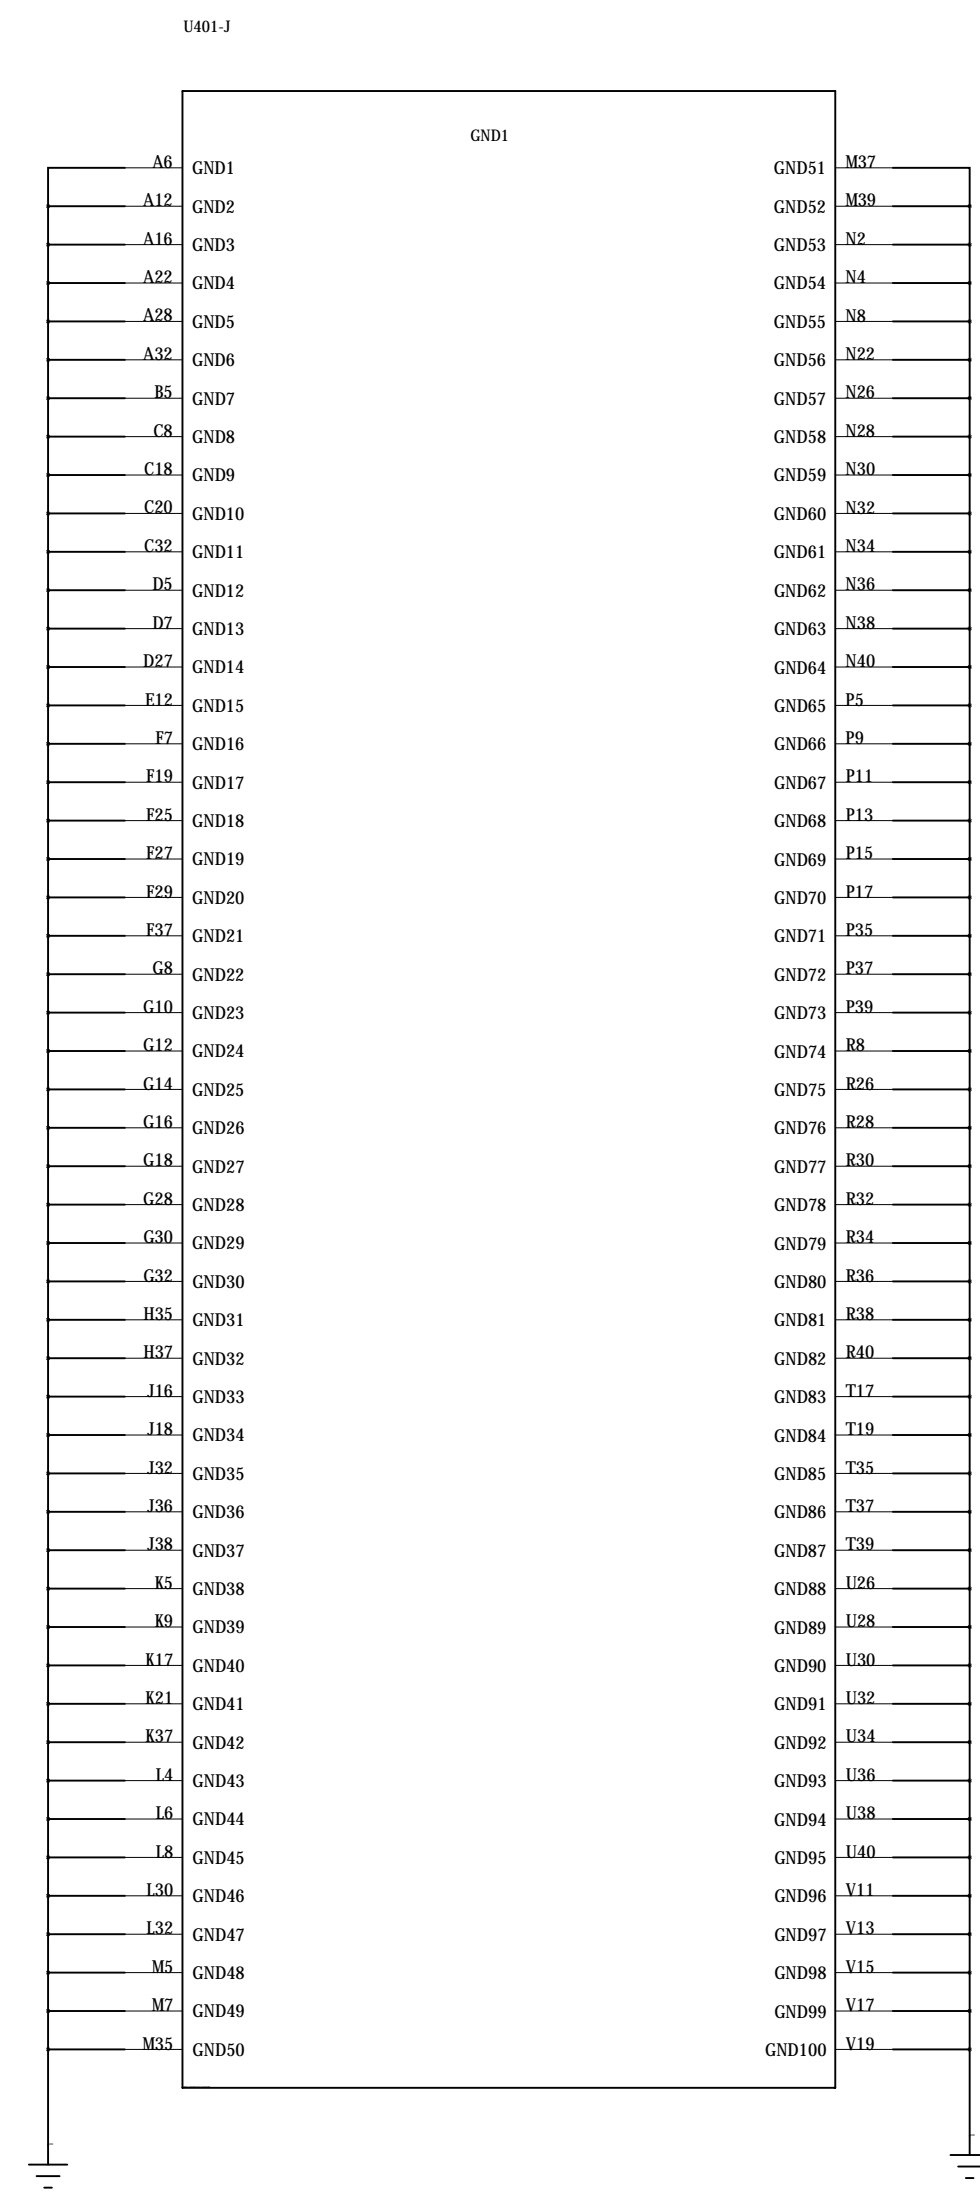 U401-J
GND1
A6 GND1 GND51 M37
A12 GND2 GND52 M39
A16 GND3 GND53 N2
A22 GND4 GND54 N4
A28 GND5 GND55 N8
A32 GND6 GND56 N22
B5 GND7 GND57 N26
C8 GND8 GND58 N28
C18 GND9 GND59 N30
C20 GND10 GND60 N32
C32 GND11 GND61 N34
D5 GND12 GND62 N36
D7 GND13 GND63 N38
D27 GND14 GND64 N40
E12 GND15 GND65 P5
F7 GND16 GND66 P9
F19 GND17 GND67 P11
F25 GND18 GND68 P13
F27 GND19 GND69 P15
F29 GND20 GND70 P17
F37 GND21 GND71 P35
G8 GND22 GND72 P37
G10 GND23 GND73 P39
G12 GND24 GND74 R8
G14 GND25 GND75 R26
G16 GND26 GND76 R28
G18 GND27 GND77 R30
G28 GND28 GND78 R32
G30 GND29 GND79 R34
G32 GND30 GND80 R36
H35 GND31 GND81 R38
H37 GND32 GND82 R40
J16 GND33 GND83 T17
J18 GND34 GND84 T19
J32 GND35 GND85 T35
J36 GND36 GND86 T37
J38 GND37 GND87 T39
K5 GND38 GND88 U26
K9 GND39 GND89 U28
K17 GND40 GND90 U30
K21 GND41 GND91 U32
K37 GND42 GND92 U34
L4 GND43 GND93 U36
L6 GND44 GND94 U38
L8 GND45 GND95 U40
L30 GND46 GND96 V11
L32 GND47 GND97 V13
M5 GND48 GND98 V15
M7 GND49 GND99 V17
M35 GND50 GND100 V19